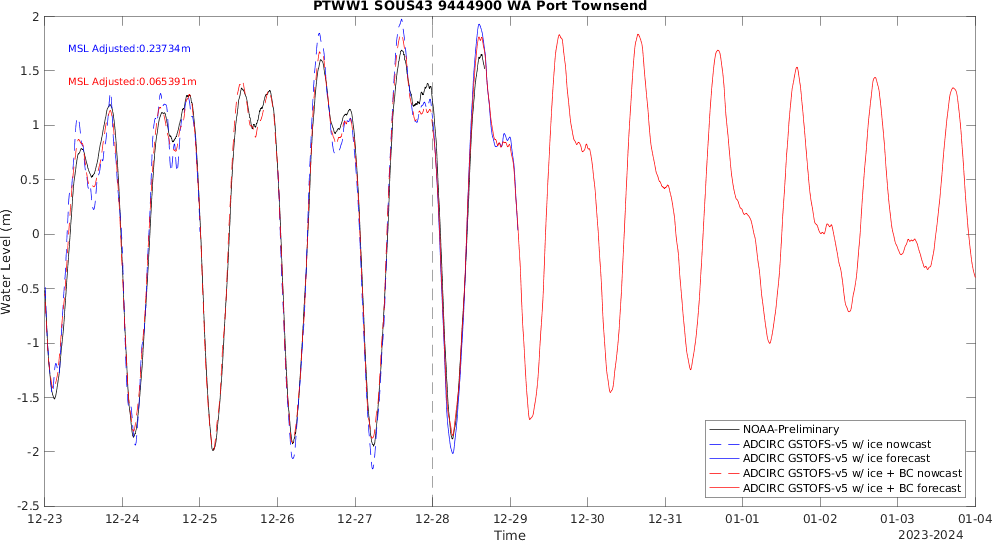 PTWW1 SOUS43 9444900 WA Port Townsend
MSL Adjusted:0.23734m
MSL Adjusted:0.065391m
Water Level (m)
2
1.5
1
0.5
0
-0.5
-1
-1.5
-2
-2.5
NOAA-Preliminary
ADCIRC GSTOFS-v5 w/ ice nowcast
ADCIRC GSTOFS-v5 w/ ice forecast
ADCIRC GSTOFS-v5 w/ ice + BC nowcast
ADCIRC GSTOFS-v5 w/ ice + BC forecast
12-23 12-24 12-25 12-26 12-27 12-28 12-29 12-30 12-31 01-01 01-02 01-03 01-04
Time
2023-2024